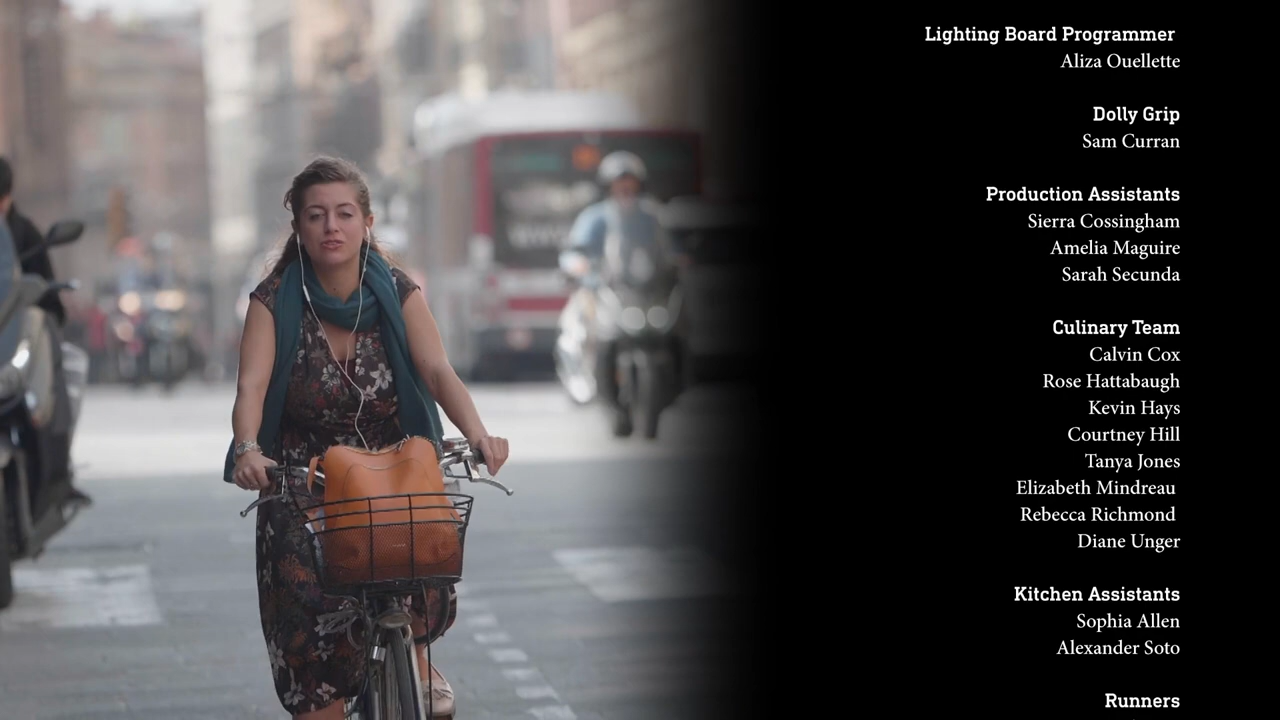 Lighting Board Programmer
Aliza Ouellette
Dolly Grip
Sam Curran
Production Assistants
Sierra Cossingham
Amelia Maguire
Sarah Secunda
Culinary Team
Calvin Cox
Rose Hattabaugh
Kevin Hays
Courtney Hill
Tanya Jones
Elizabeth Mindreau
Rebecca Richmond
Diane Unger
Kitchen Assistants
Sophia Allen
Alexander Soto
Runners